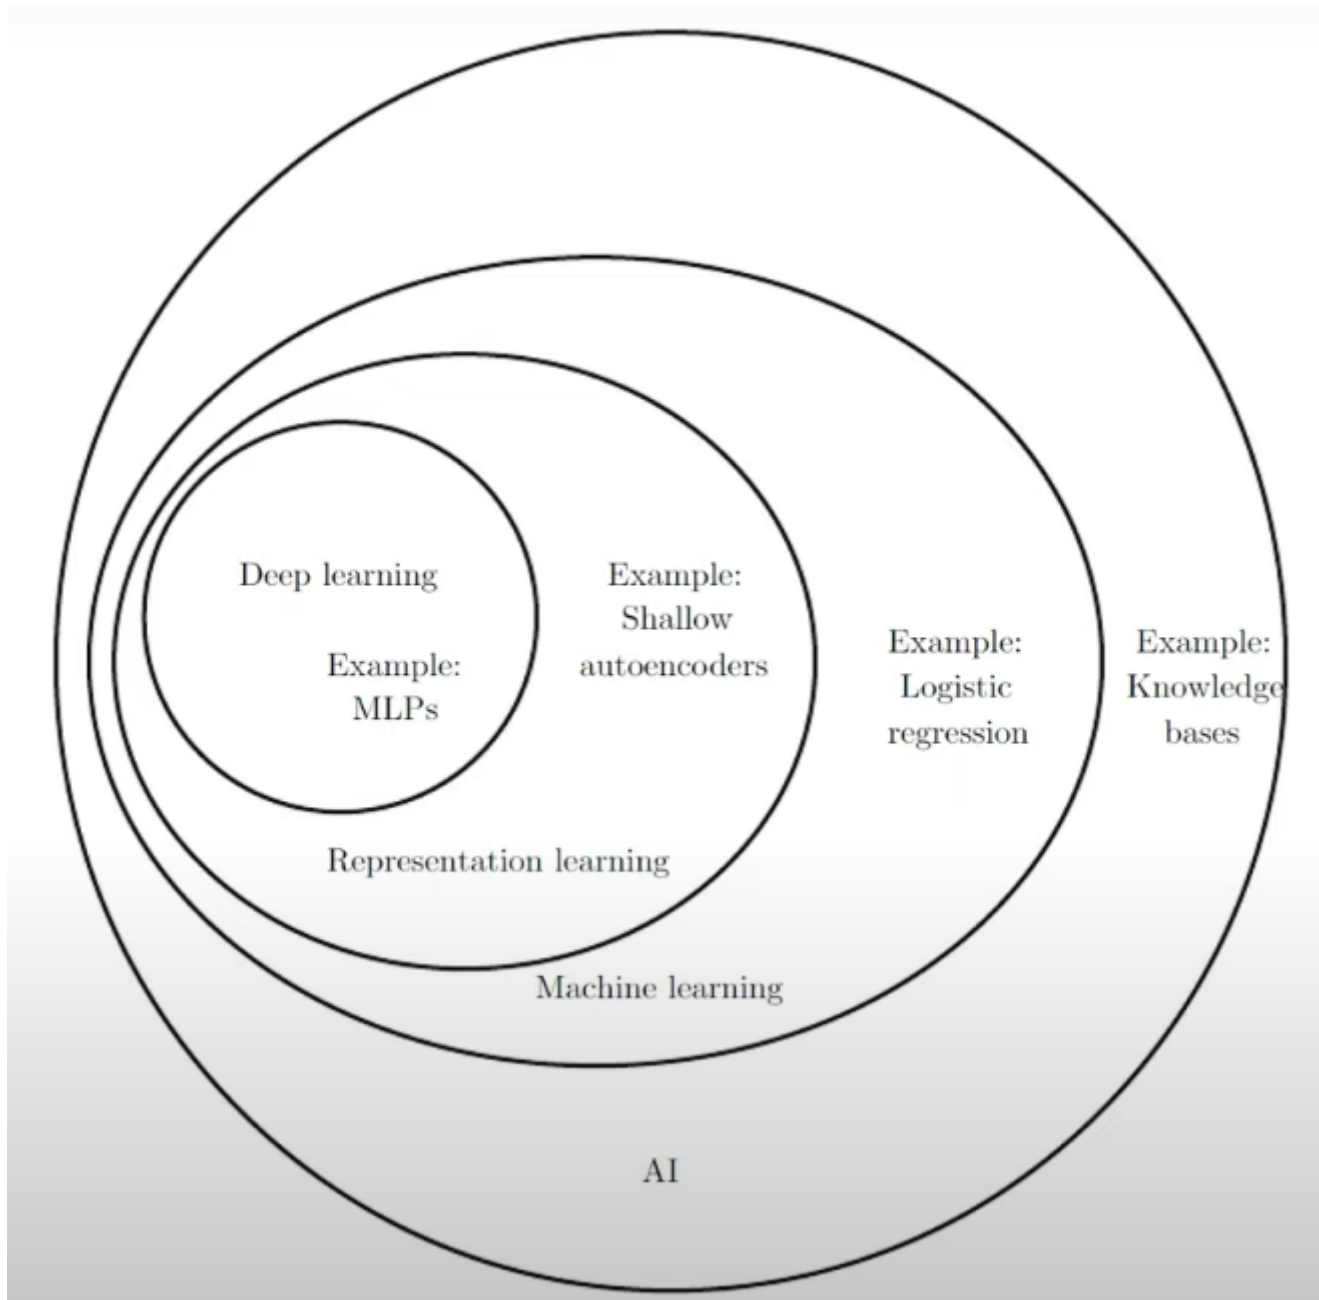 Deep learning
Example:
MLPs
Example:
Shallow
autoencoders
Example:
Logistic
regression
Example:
Knowledge
bases
Representation learning
Machine learning
AI